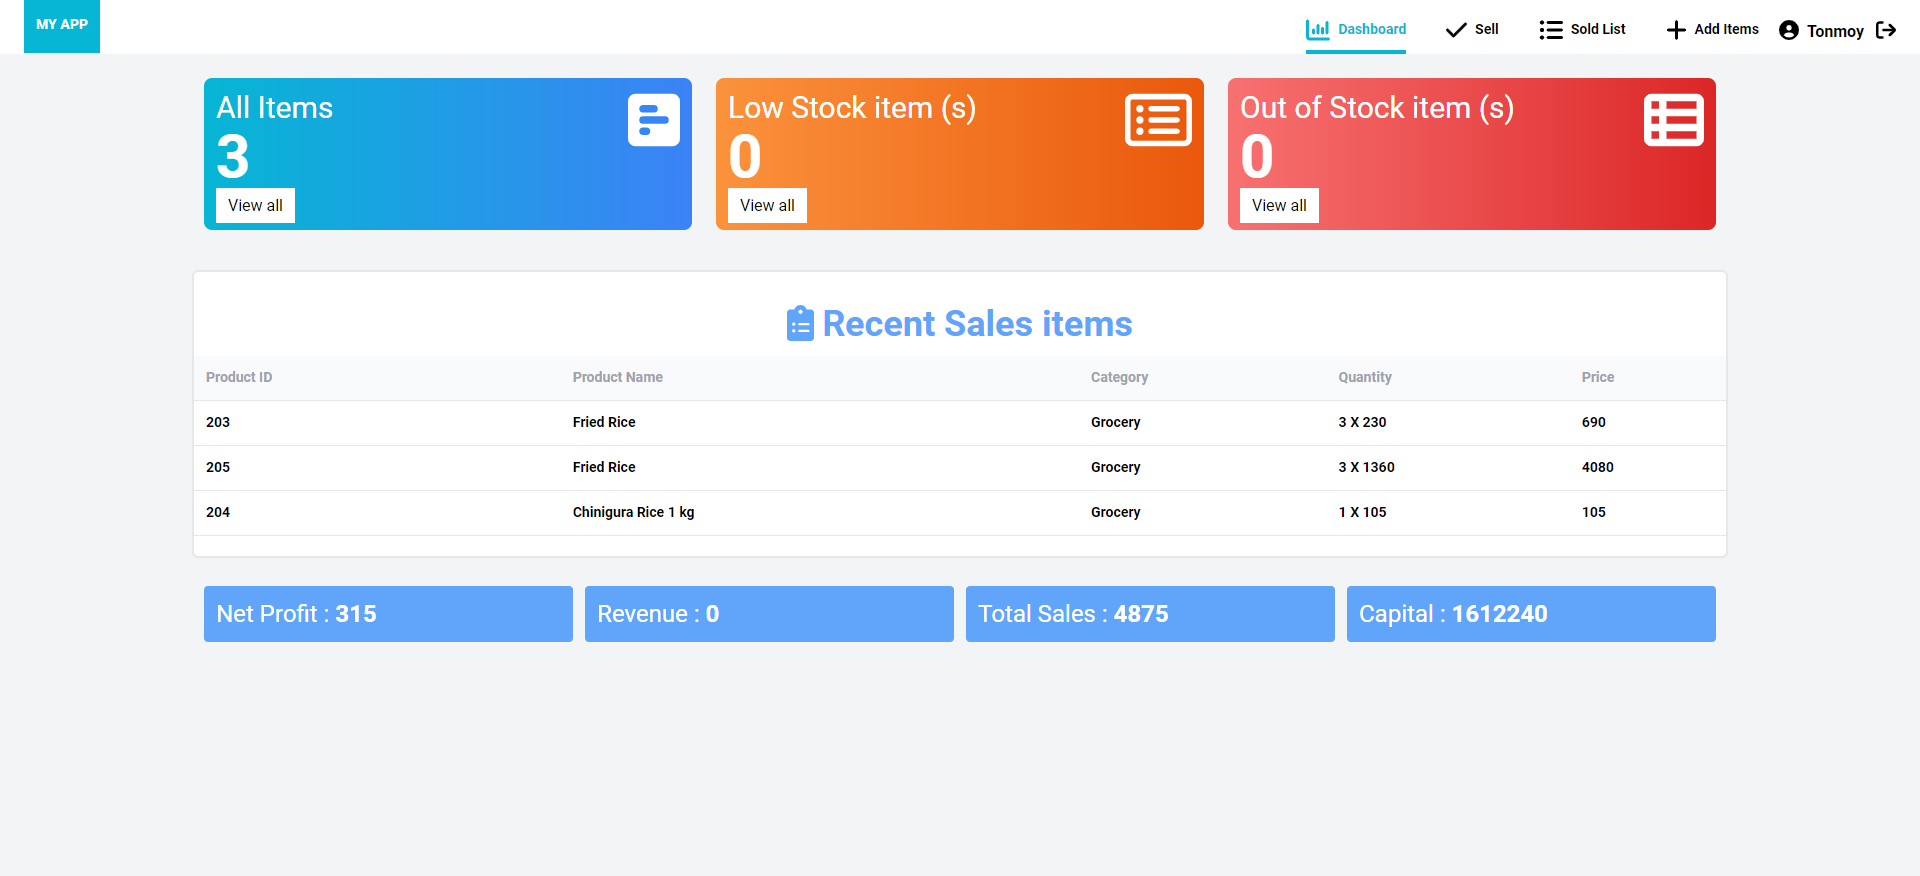 MY APP
Dashboard
Sell
Sold List
Add Items
Tonmoy
All Items
3
View all
Low Stock item (s)
0
View all
Out of Stock item (s)
0
View all
Recent Sales items
Product ID Product Name Category Quantity Price
203 Fried Rice Grocery 3 X 230 690
205 Fried Rice Grocery 3 X 1360 4080
204 Chinigura Rice 1 kg Grocery 1 X 105 105
Net Profit : 315
Revenue : 0
Total Sales : 4875
Capital : 1612240